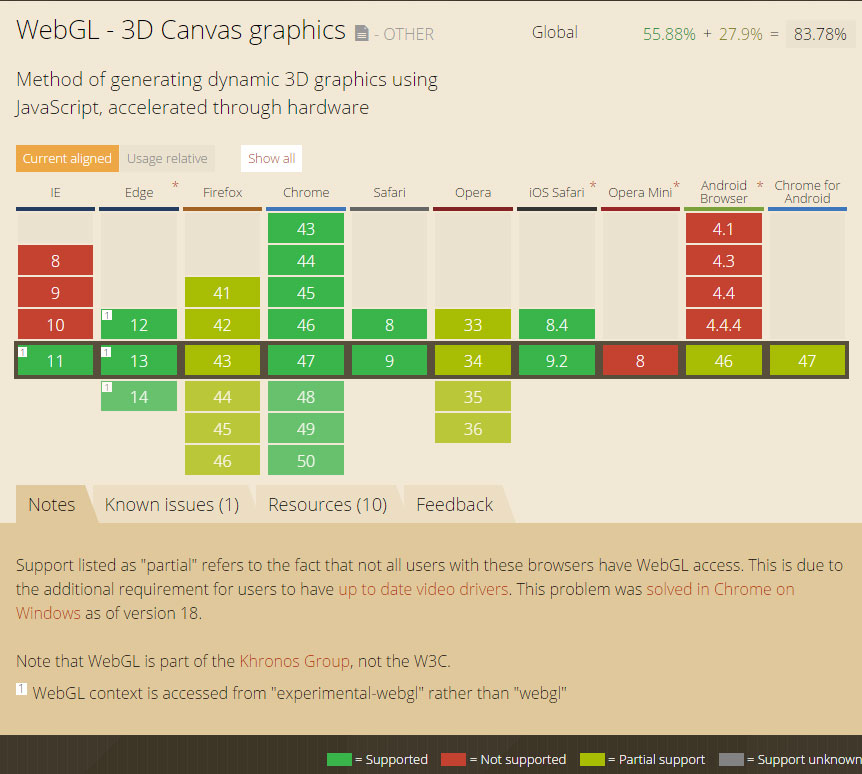 WebGL - 3D Canvas graphics - OTHER
Global 55.88% + 27.9% = 83.78%
Method of generating dynamic 3D graphics using
JavaScript, accelerated through hardware
Current aligned Usage relative Show all
IE Edge * Firefox Chrome Safari Opera iOS Safari * Opera Mini * Android Browser * Chrome for Android
43 4.1
8 44 4.3
9 41 45 4.4
10 1 12 42 46 8 33 8.4 4.4.4
1 11 1 13 43 47 9 34 9.2 8 46 47
1 14 44 48 35
45 49 36
46 50
Notes Known issues (1) Resources (10) Feedback
Support listed as "partial" refers to the fact that not all users with these browsers have WebGL access. This is due to
the additional requirement for users to have up to date video drivers. This problem was solved in Chrome on
Windows as of version 18.
Note that WebGL is part of the Khronos Group, not the W3C.
1 WebGL context is accessed from "experimental-webgl" rather than "webgl"
= Supported = Not supported = Partial support = Support unknown